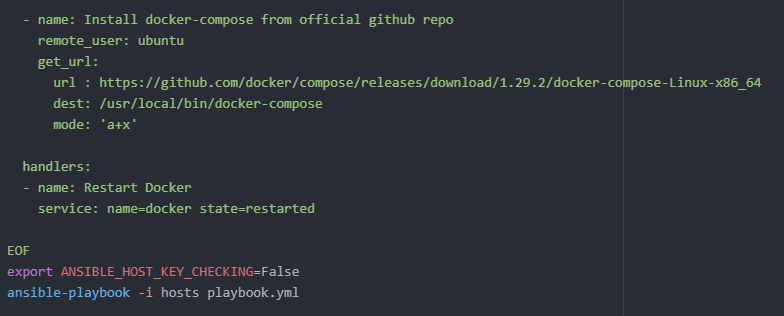 - name: Install docker-compose from official github repo
remote_user: ubuntu
get_url:
url : https://github.com/docker/compose/releases/download/1.29.2/docker-compose-Linux-x86_64
dest: /usr/local/bin/docker-compose
mode: 'a+x'
handlers:
- name: Restart Docker
service: name=docker state=restarted
EOF
export ANSIBLE_HOST_KEY_CHECKING=False
ansible-playbook -i hosts playbook.yml